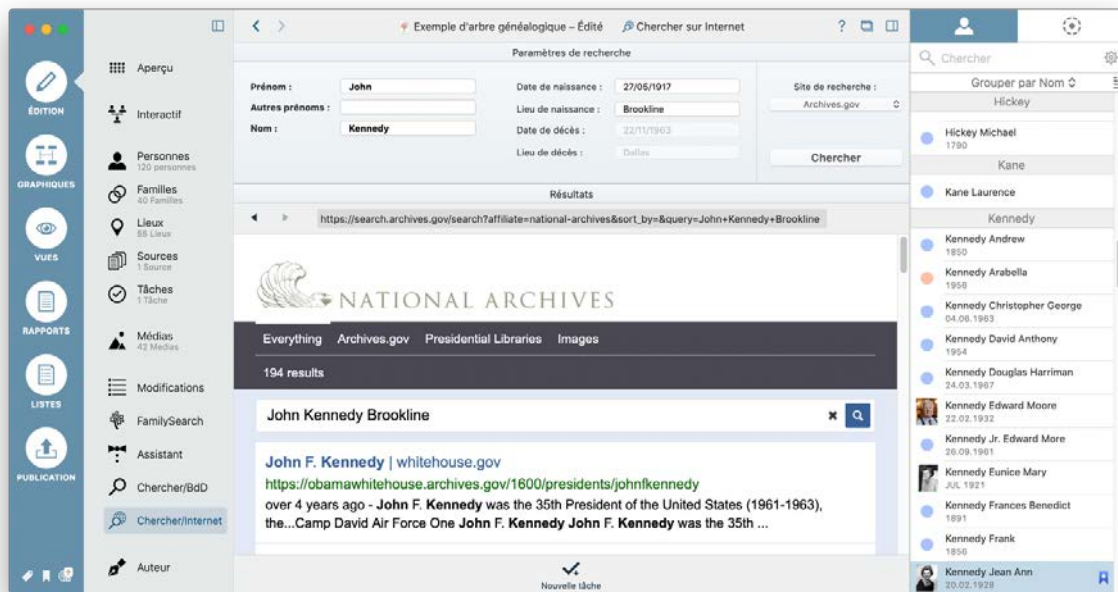 Exemple d'arbre généalogique – Édité
Chercher sur Internet
?
ÉDITION
GRAPHIQUES
VUES
RAPPORTS
LISTES
PUBLICATION
Aperçu
Interactif
Personnes
120 personnes
Familles
40 Familles
Lieux
55 Lieux
Sources
1 Source
Tâches
1 Tâche
Médias
42 Medias
Modifications
FamilySearch
Assistant
Chercher/BdD
Chercher/Internet
Auteur
Paramètres de recherche
Prénom : John
Autres prénoms :
Nom : Kennedy
Date de naissance : 27/05/1917
Lieu de naissance : Brookline
Date de décès : 22/11/1963
Lieu de décès : Dallas
Site de recherche :
Archives.gov
Chercher
Résultats
https://search.archives.gov/search?affiliate=national-archives&sort_by=&query=John+Kennedy+Brookline
NATIONAL ARCHIVES
Everything Archives.gov Presidential Libraries Images
194 results
John Kennedy Brookline
John F. Kennedy | whitehouse.gov
https://obamawhitehouse.archives.gov/1600/presidents/johnfkennedy
over 4 years ago - John F. Kennedy was the 35th President of the United States (1961-1963),
the...Camp David Air Force One John F. Kennedy John F. Kennedy was the 35th ...
Nouvelle tâche
Chercher
Grouper par Nom
Hickey
Hickey Michael
1790
Kane
Kane Laurence
Kennedy
Kennedy Andrew
1850
Kennedy Arabella
1956
Kennedy Christopher George
04.06.1963
Kennedy David Anthony
1954
Kennedy Douglas Harriman
24.03.1967
Kennedy Edward Moore
22.02.1932
Kennedy Jr. Edward More
26.09.1961
Kennedy Eunice Mary
JUL 1921
Kennedy Frances Benedict
1891
Kennedy Frank
1856
Kennedy Jean Ann
20.02.1928